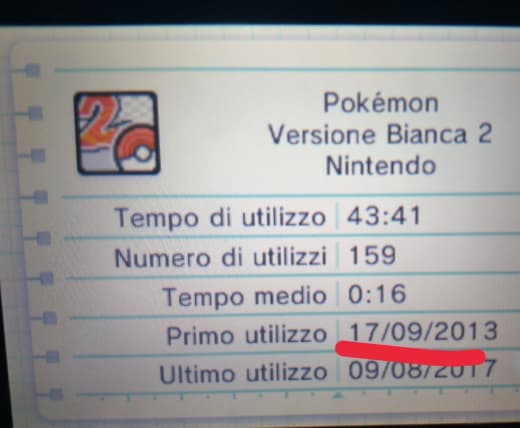 2
Pokémon
Versione Bianca 2
Nintendo
Tempo di utilizzo 43:41
Numero di utilizzi 159
Tempo medio 0:16
Primo utilizzo 17/09/2013
Ultimo utilizzo 09/08/2017